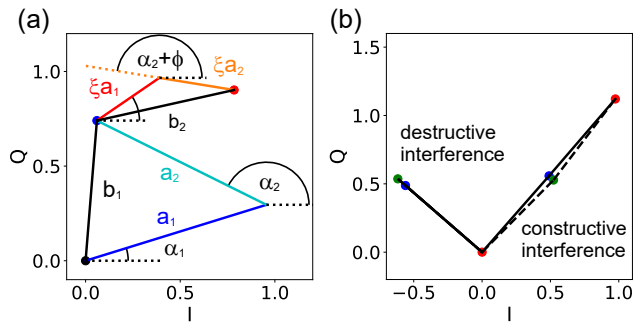 (a)
(b)
α₂+ϕ
ξa₂
ξa₁
b₂
b₁
a₂
α₂
a₁
α₁
1.0
0.5
0.0
Q
0.0
0.5
1.0
I
1.5
1.0
0.5
0.0
Q
destructive
interference
constructive
interference
−0.5
0.0
0.5
1.0
I